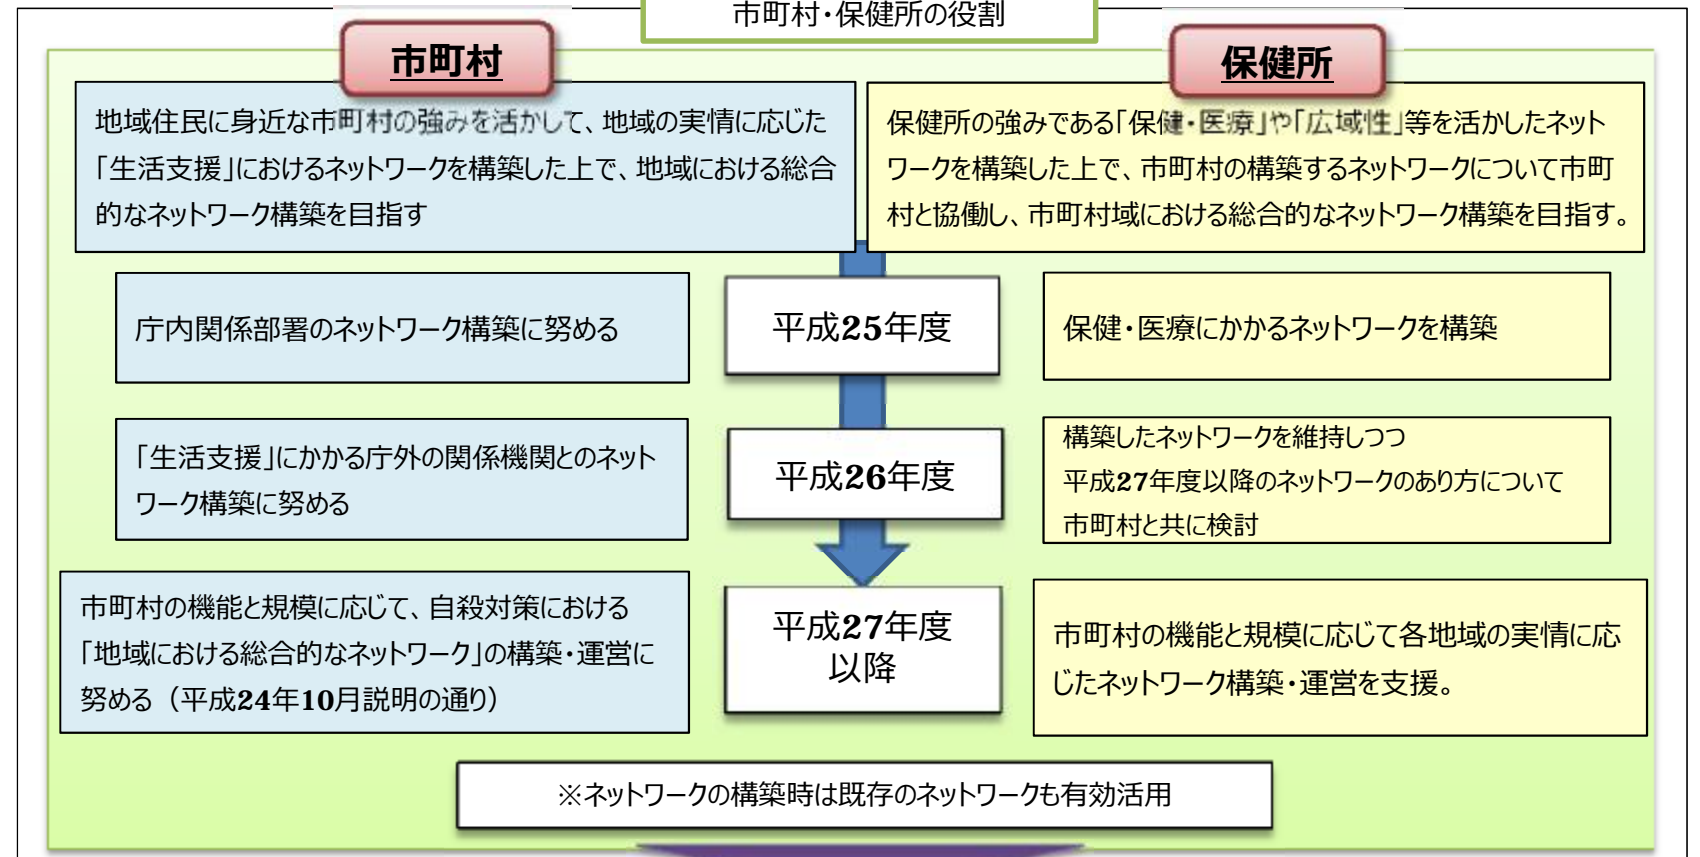 市町村・保健所の役割
市町村
保健所
地域住民に身近な市町村の強みを活かして、地域の実情に応じた
「生活支援」におけるネットワークを構築した上で、地域における総合
的なネットワーク構築を目指す
保健所の強みである「保健・医療」や「広域性」等を活かしたネット
ワークを構築した上で、市町村の構築するネットワークについて市町
村と協働し、市町村域における総合的なネットワーク構築を目指す。
庁内関係部署のネットワーク構築に努める
平成25年度
保健・医療にかかるネットワークを構築
「生活支援」にかかる庁外の関係機関とのネット
ワーク構築に努める
平成26年度
構築したネットワークを維持しつつ
平成27年度以降のネットワークのあり方について
市町村と共に検討
市町村の機能と規模に応じて、自殺対策における
「地域における総合的なネットワーク」の構築・運営に
努める（平成24年10月説明の通り）
平成27年度
以降
市町村の機能と規模に応じて各地域の実情に応
じたネットワーク構築・運営を支援。
※ネットワークの構築時は既存のネットワークも有効活用